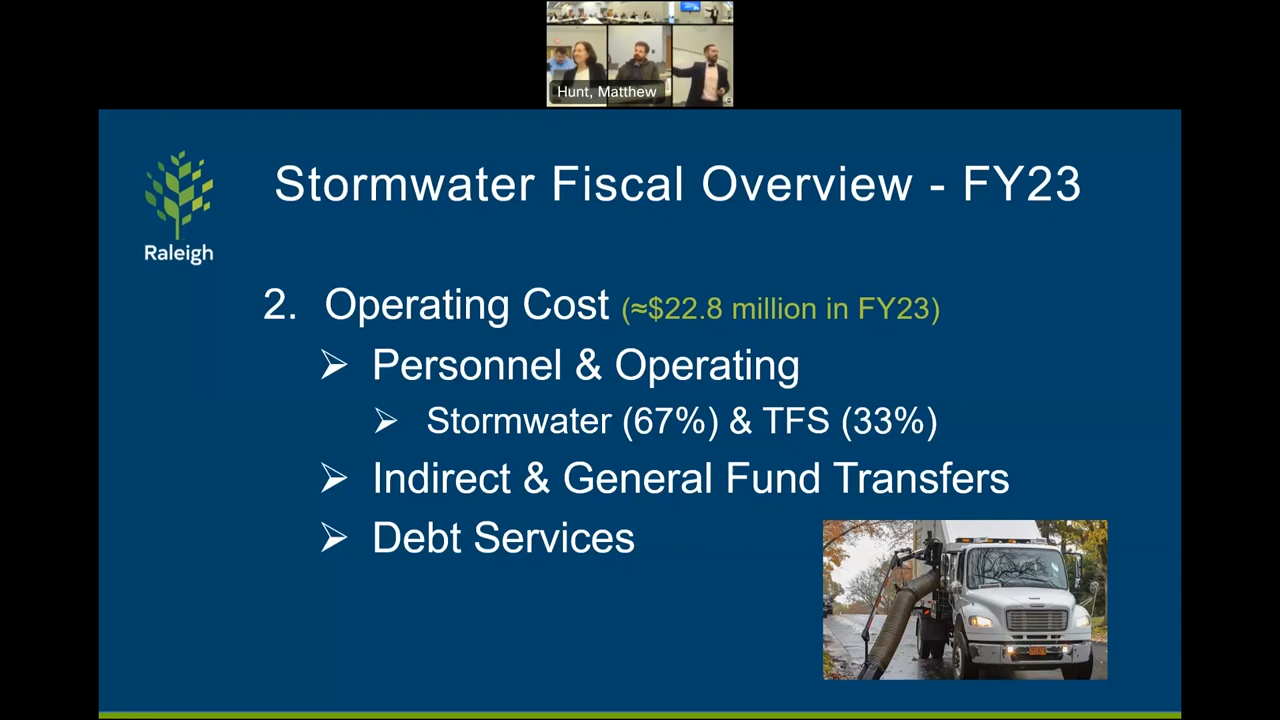 Hunt, Matthew
Stormwater Fiscal Overview - FY23
Raleigh
2. Operating Cost (≈$22.8 million in FY23)
Personnel & Operating
Stormwater (67%) & TFS (33%)
Indirect & General Fund Transfers
Debt Services